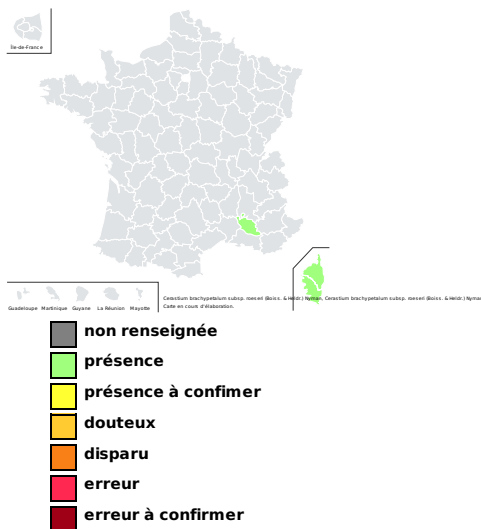 Île-de-France
Guadeloupe Martinique Guyane La Réunion Mayotte
Cerastium brachypetalum subsp. roeseri (Boiss. & Heldr.) Nyman, Cerastium brachypetalum subsp. roeseri (Boiss. & Heldr.) Nyman
Carte en cours d'élaboration.
non renseignée
présence
présence à confimer
douteux
disparu
erreur
erreur à confirmer